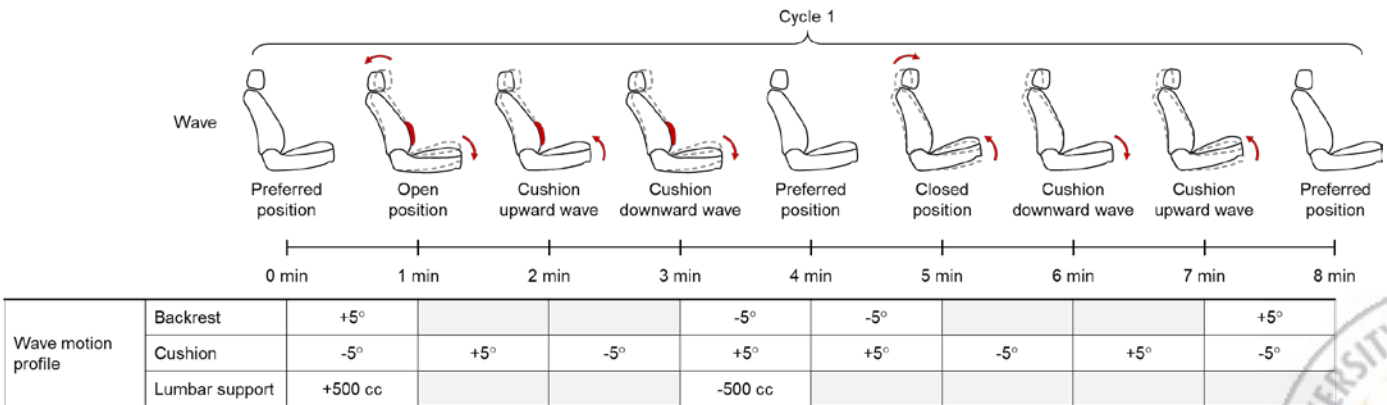 Cycle 1
Wave
Preferred position
Open position
Cushion upward wave
Cushion downward wave
Preferred position
Closed position
Cushion downward wave
Cushion upward wave
Preferred position
0 min 1 min 2 min 3 min 4 min 5 min 6 min 7 min 8 min
Wave motion profile
Backrest +5° -5° -5° +5°
Cushion -5° +5° -5° +5° +5° -5° +5° -5°
Lumbar support +500 cc -500 cc
ERSITY